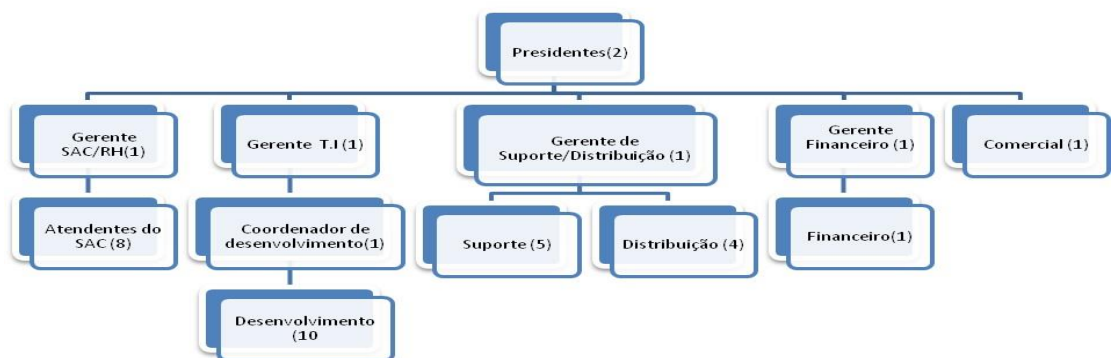 Presidentes(2)
Gerente
SAC/RH(1)
Gerente T.I (1)
Gerente de
Suporte/Distribuição (1)
Gerente
Financeiro (1)
Comercial (1)
Atendentes do
SAC (8)
Coordenador de
desenvolvimento(1)
Suporte (5)
Distribuição (4)
Financeiro(1)
Desenvolvimento
(10